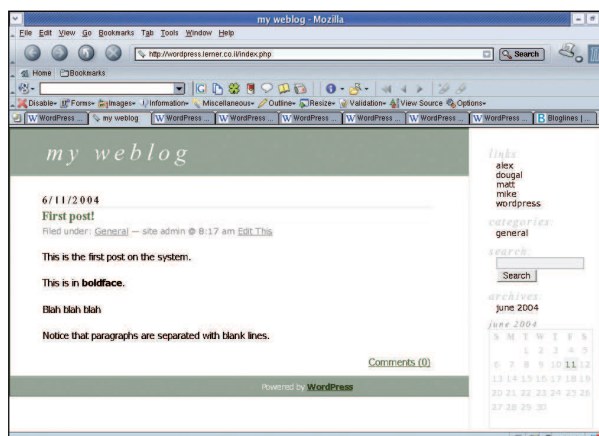 my weblog - Mozilla
File Edit View Go Bookmarks Tab Tools Window Help
http://wordpress.lerner.co.il/index.php
Search
Home Bookmarks
Disable Forms Images Information Miscellaneous Outline Resize Validation View Source Options
WordPress ... my weblog WordPress ... WordPress ... WordPress ... WordPress ... WordPress ... WordPress ... Bloglines | ...
my weblog
6/11/2004
First post!
Filed under: General — site admin @ 8:17 am Edit This
This is the first post on the system.
This is in boldface.
Blah blah blah
Notice that paragraphs are separated with blank lines.
Comments (0)
Powered by WordPress
links:
alex
dougal
matt
mike
wordpress
categories:
general
search:
Search
archives:
june 2004
june 2004
S M T W T F S
1 2 3 4 5
6 7 8 9 10 11 12
13 14 15 16 17 18 19
20 21 22 23 24 25 26
27 28 29 30